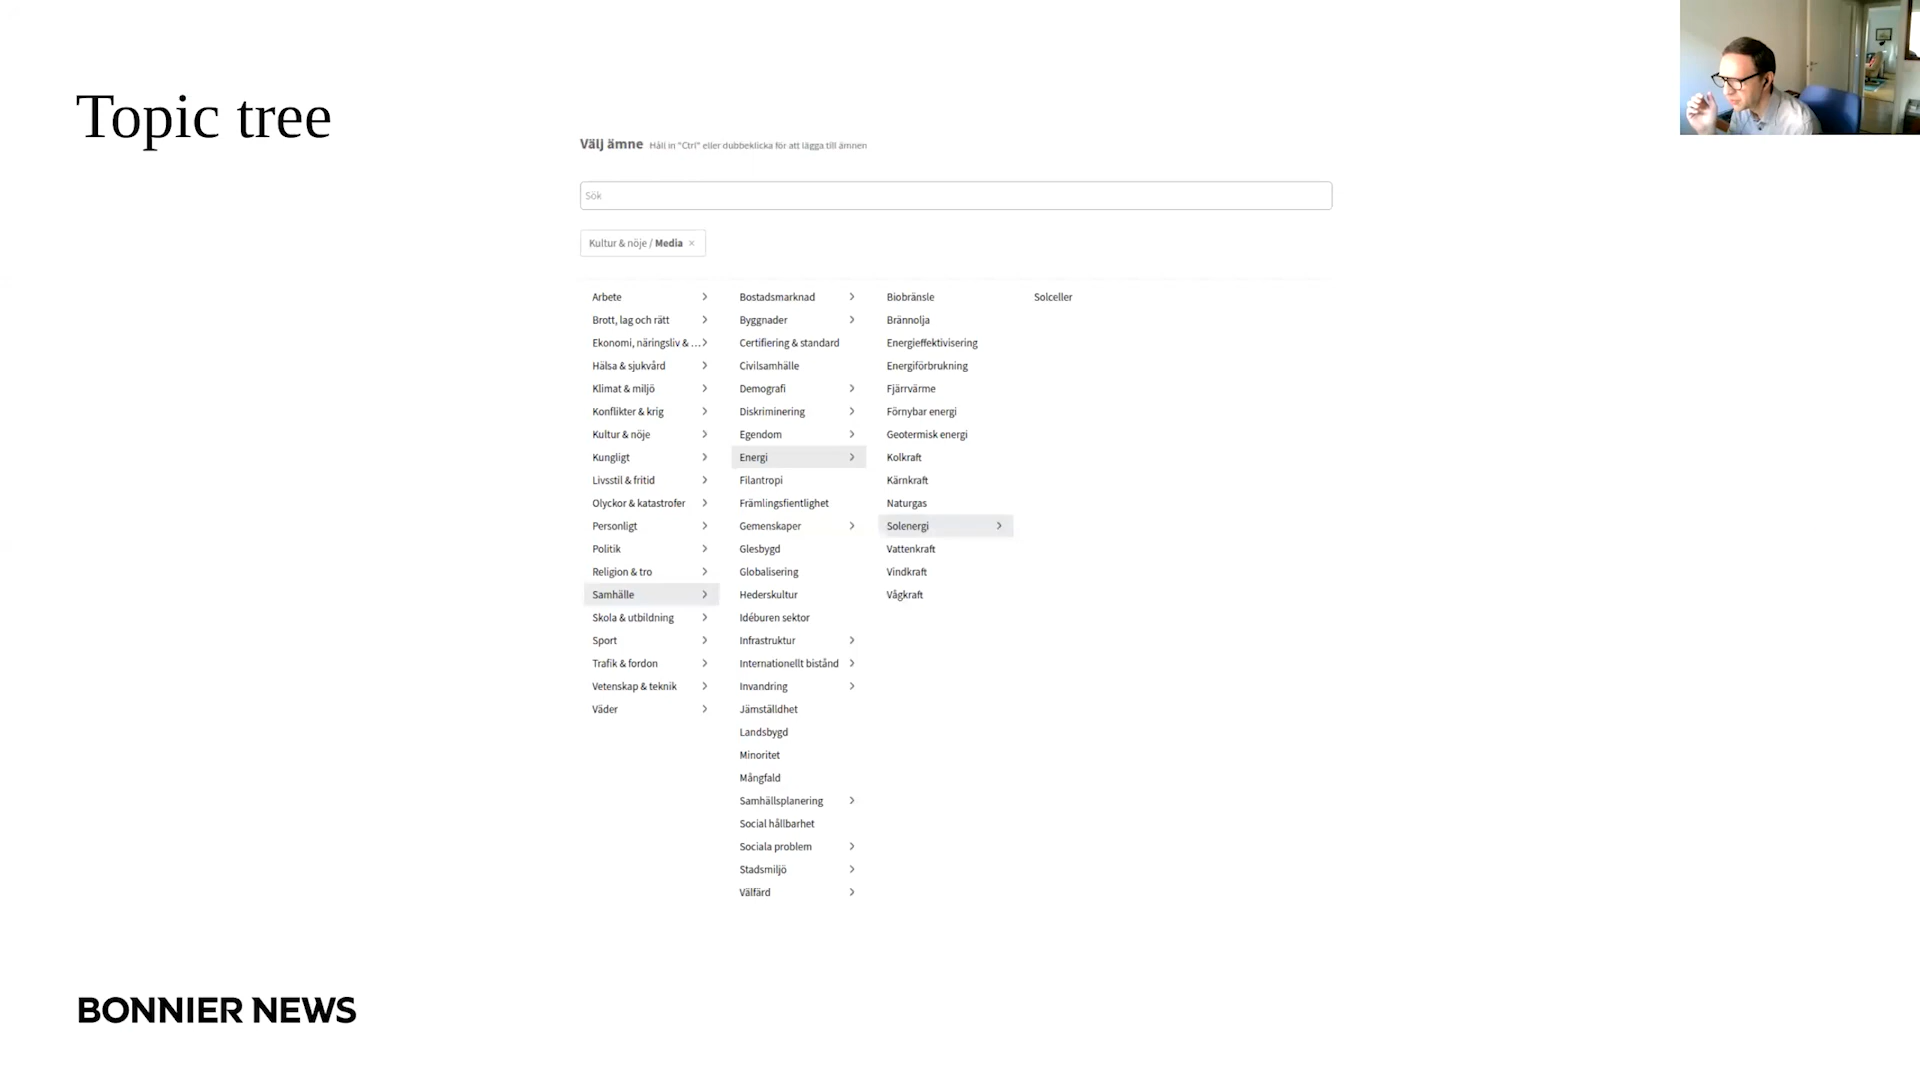 Topic tree
Välj ämne Håll in "Ctrl" eller dubbeklicka för att lägga till ämnen
Sök
Kultur & nöje / Media ×
Arbete
Brott, lag och rätt
Ekonomi, näringsliv & ...
Hälsa & sjukvård
Klimat & miljö
Konflikter & krig
Kultur & nöje
Kungligt
Livsstil & fritid
Olyckor & katastrofer
Personligt
Politik
Religion & tro
Samhälle
Skola & utbildning
Sport
Trafik & fordon
Vetenskap & teknik
Väder
Bostadsmarknad
Byggnader
Certifiering & standard
Civilsamhälle
Demografi
Diskriminering
Egendom
Energi
Filantropi
Främlingsfientlighet
Gemenskaper
Glesbygd
Globalisering
Hederskultur
Idéburen sektor
Infrastruktur
Internationellt bistånd
Invandring
Jämställdhet
Landsbygd
Minoritet
Mångfald
Samhällsplanering
Social hållbarhet
Sociala problem
Stadsmiljö
Välfärd
Biobränsle
Brännolja
Energieffektivisering
Energiförbrukning
Fjärrvärme
Förnybar energi
Geotermisk energi
Kolkraft
Kärnkraft
Naturgas
Solenergi
Vattenkraft
Vindkraft
Vågkraft
Solceller
BONNIER NEWS